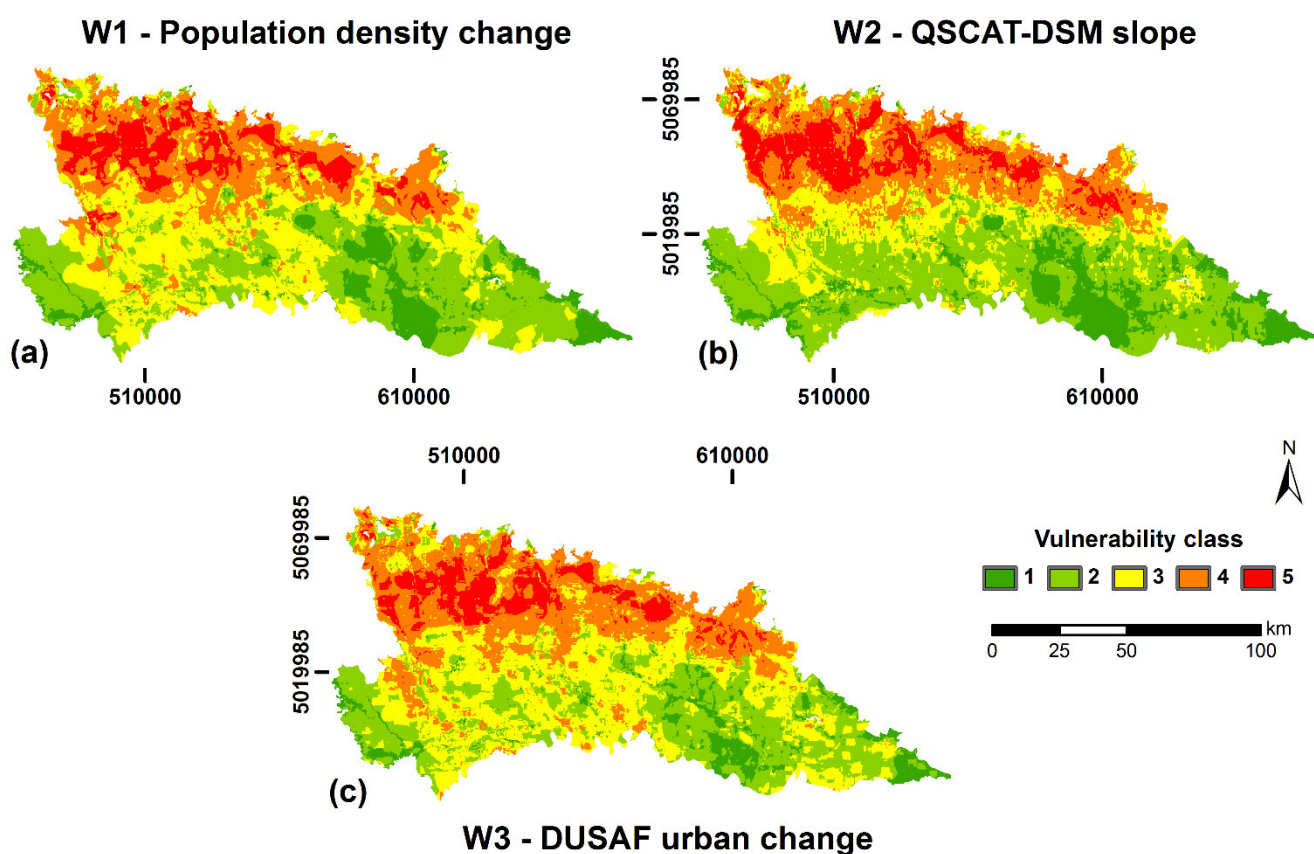 W1 - Population density change
W2 - QSCAT-DSM slope
5069985
5019985
(a)
(b)
510000
610000
510000
610000
510000
610000
N
5069985
5019985
Vulnerability class
1 2 3 4 5
km
0 25 50 100
(c)
W3 - DUSAF urban change